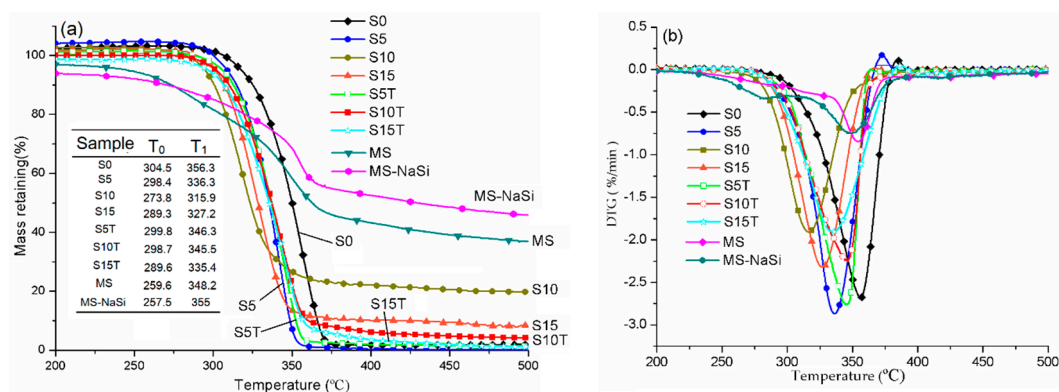 (a)
Mass retaining(%)
100
80
60
40
20
0
200
250
300
350
400
450
500
Temperature (℃)
S0
S5
S10
S15
S5T
S10T
S15T
MS
MS-NaSi
Sample T0 T1
S0 304.5 356.3
S5 298.4 336.3
S10 273.8 315.9
S15 289.3 327.2
S5T 299.8 346.3
S10T 298.7 345.5
S15T 289.6 335.4
MS 259.6 348.2
MS-NaSi 257.5 355
MS-NaSi
MS
S0
S10
S5
S15T
S15
S5T
S10T
(b)
DTG ( %/min )
0.5
0.0
-0.5
-1.0
-1.5
-2.0
-2.5
-3.0
200
250
300
350
400
450
500
Temperature (℃)
S0
S5
S10
S15
S5T
S10T
S15T
MS
MS-NaSi